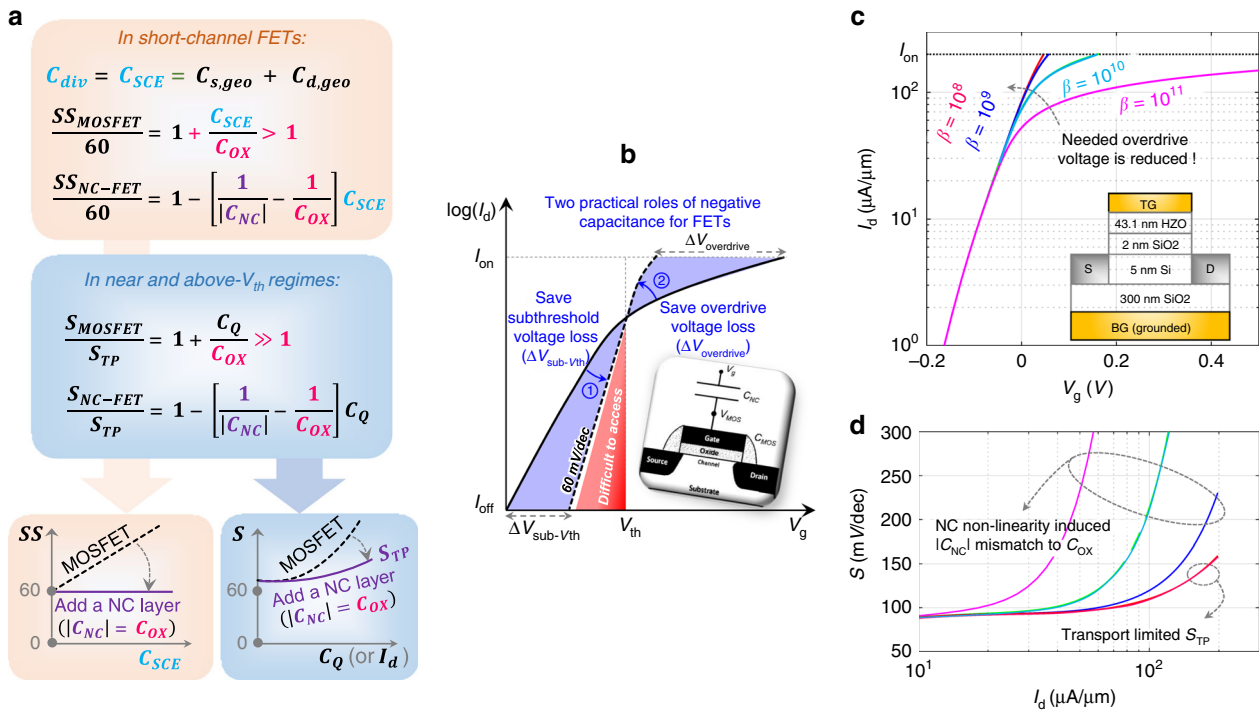 a
In short-channel FETs:
C_div = C_SCE = C_s,geo + C_d,geo
SS_MOSFET / 60 = 1 + C_SCE / C_OX > 1
SS_NC−FET / 60 = 1 − [1 / |C_NC| − 1 / C_OX] C_SCE
In near and above-V_th regimes:
S_MOSFET / S_TP = 1 + C_Q / C_OX ≫ 1
S_NC−FET / S_TP = 1 − [1 / |C_NC| − 1 / C_OX] C_Q
SS
MOSFET
60
Add a NC layer
(|C_NC| = C_OX)
0
C_SCE
S
MOSFET
S_TP
60
Add a NC layer
(|C_NC| = C_OX)
0
C_Q (or I_d)
b
log(I_d)
Two practical roles of negative
capacitance for FETs
ΔV_overdrive
I_on
②
Save
subthreshold
voltage loss
(ΔV_sub-Vth)
①
Save overdrive
voltage loss
(ΔV_overdrive)
60 mV/dec
Difficult to access
V_g
C_NC
V_MOS
C_MOS
Gate
Oxide
Channel
Source
Drain
Substrate
I_off
ΔV_sub-Vth
V_th
V_g
c
I_on
10^2
10^1
10^0
I_d (μA/μm)
β = 10^8
β = 10^9
β = 10^10
β = 10^11
Needed overdrive
voltage is reduced !
TG
43.1 nm HZO
2 nm SiO2
S
5 nm Si
D
300 nm SiO2
BG (grounded)
−0.2
0
0.2
0.4
V_g (V)
d
300
250
200
150
100
50
S (mV/dec)
NC non-linearity induced
|C_NC| mismatch to C_OX
Transport limited S_TP
10^1
10^2
I_d (μA/μm)